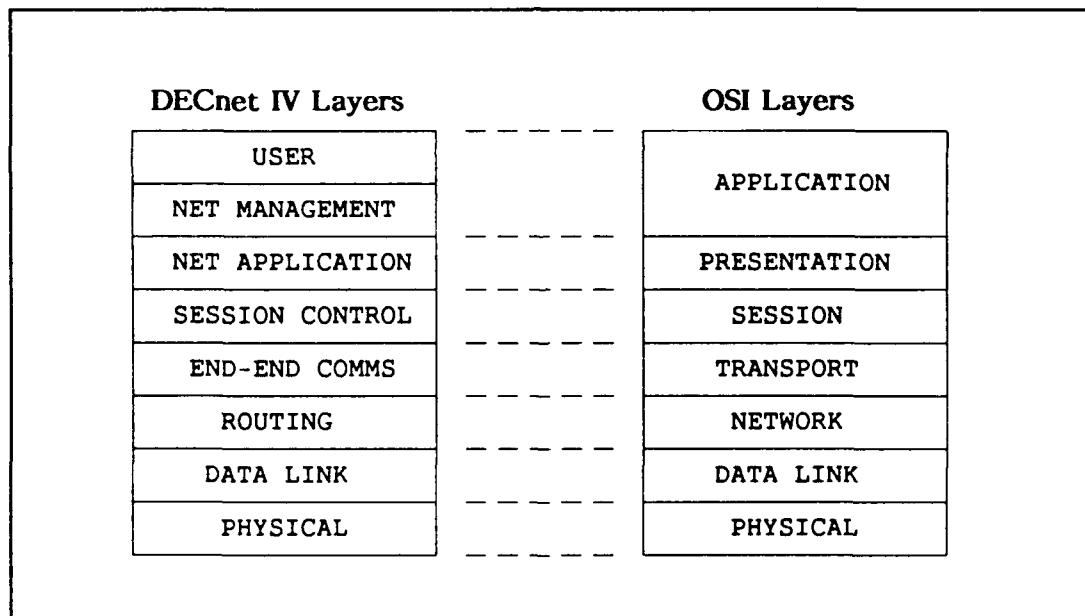 DECnet IV Layers
OSI Layers
USER
NET MANAGEMENT
NET APPLICATION
SESSION CONTROL
END-END COMMS
ROUTING
DATA LINK
PHYSICAL
APPLICATION
PRESENTATION
SESSION
TRANSPORT
NETWORK
DATA LINK
PHYSICAL